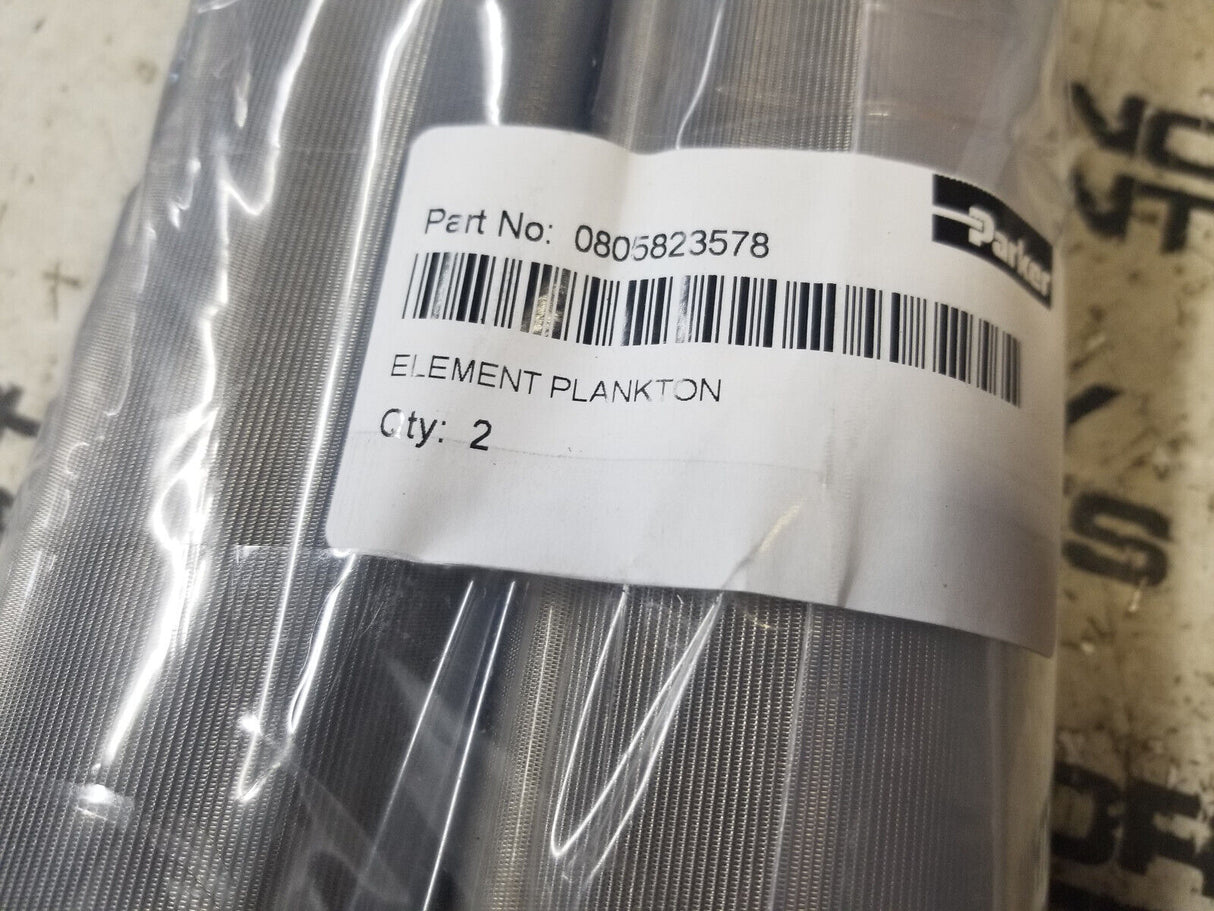 Parker
Part No: 0805823578
ELEMENT PLANKTON
Qty: 2